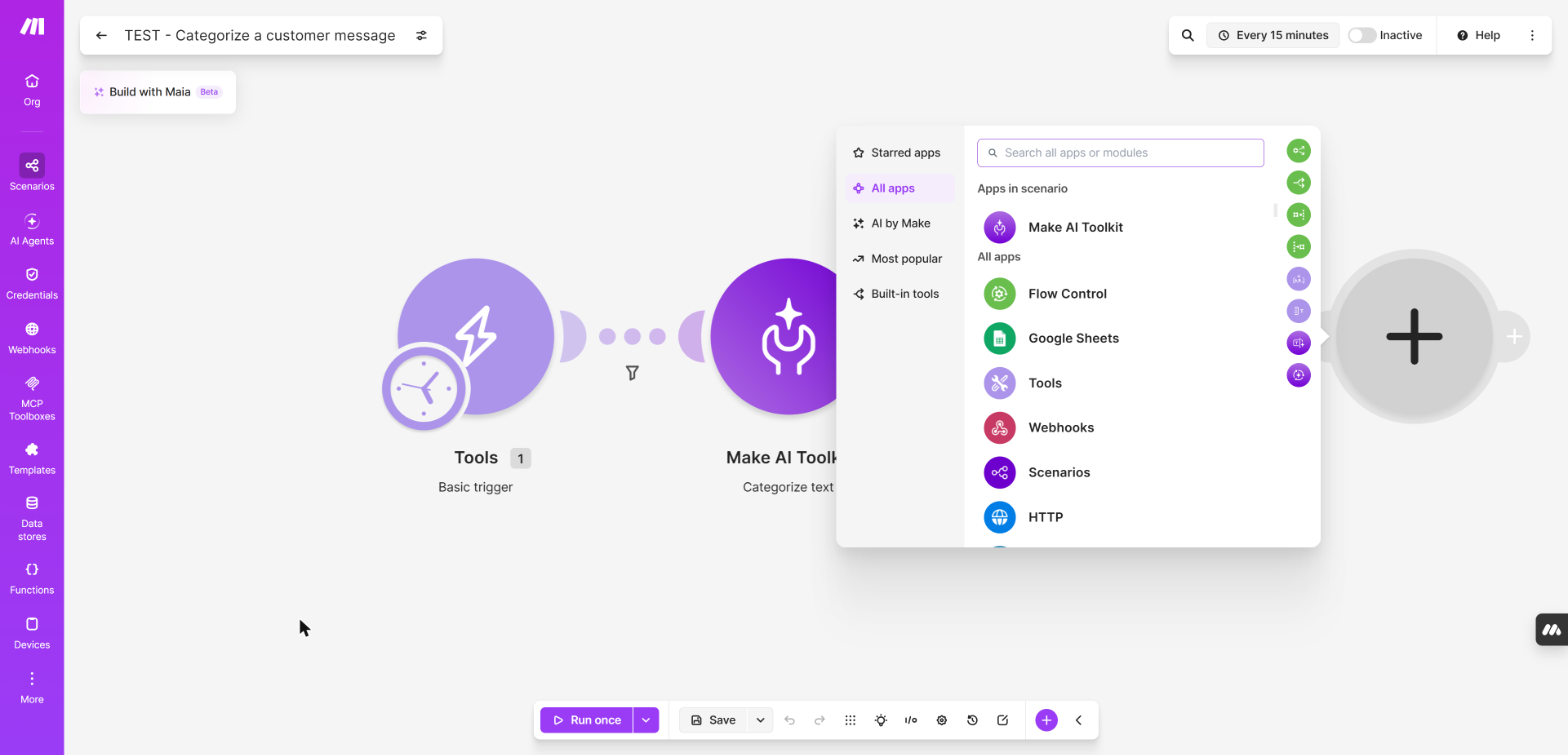 TEST - Categorize a customer message
Every 15 minutes
Inactive
Help
Build with Maia Beta
Org
Scenarios
AI Agents
Credentials
Webhooks
MCP
Toolboxes
Templates
Data
stores
Functions
Devices
More
Tools 1
Basic trigger
Make AI Toolk
Categorize text
Starred apps
All apps
AI by Make
Most popular
Built-in tools
Search all apps or modules
Apps in scenario
Make AI Toolkit
All apps
Flow Control
Google Sheets
Tools
Webhooks
Scenarios
HTTP
Run once
Save